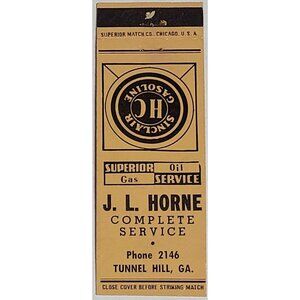 SUPERIOR MATCH CO., CHICAGO, U.S.A.
SINCLAIR
GASOLINE
HC
SUPERIOR Oil
Gas SERVICE
J. L. HORNE
COMPLETE
SERVICE
•
Phone 2146
TUNNEL HILL, GA.
CLOSE COVER BEFORE STRIKING MATCH